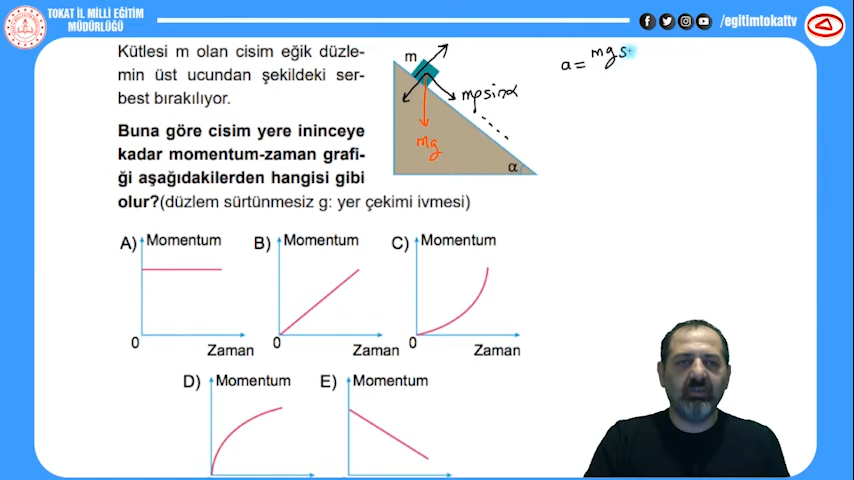 TOKAT İL MİLLİ EĞİTİM
MÜDÜRLÜĞÜ
/egitimtokattv
Kütlesi m olan cisim eğik düzle-
min üst ucundan şekildeki ser-
best bırakılıyor.
Buna göre cisim yere ininceye
kadar momentum-zaman grafi-
ği aşağıdakilerden hangisi gibi
olur?(düzlem sürtünmesiz g: yer çekimi ivmesi)
m
mg sinα
mg
α
a = mgs
A) Momentum
0
Zaman
B) Momentum
0
Zaman
C) Momentum
0
Zaman
D) Momentum
E) Momentum